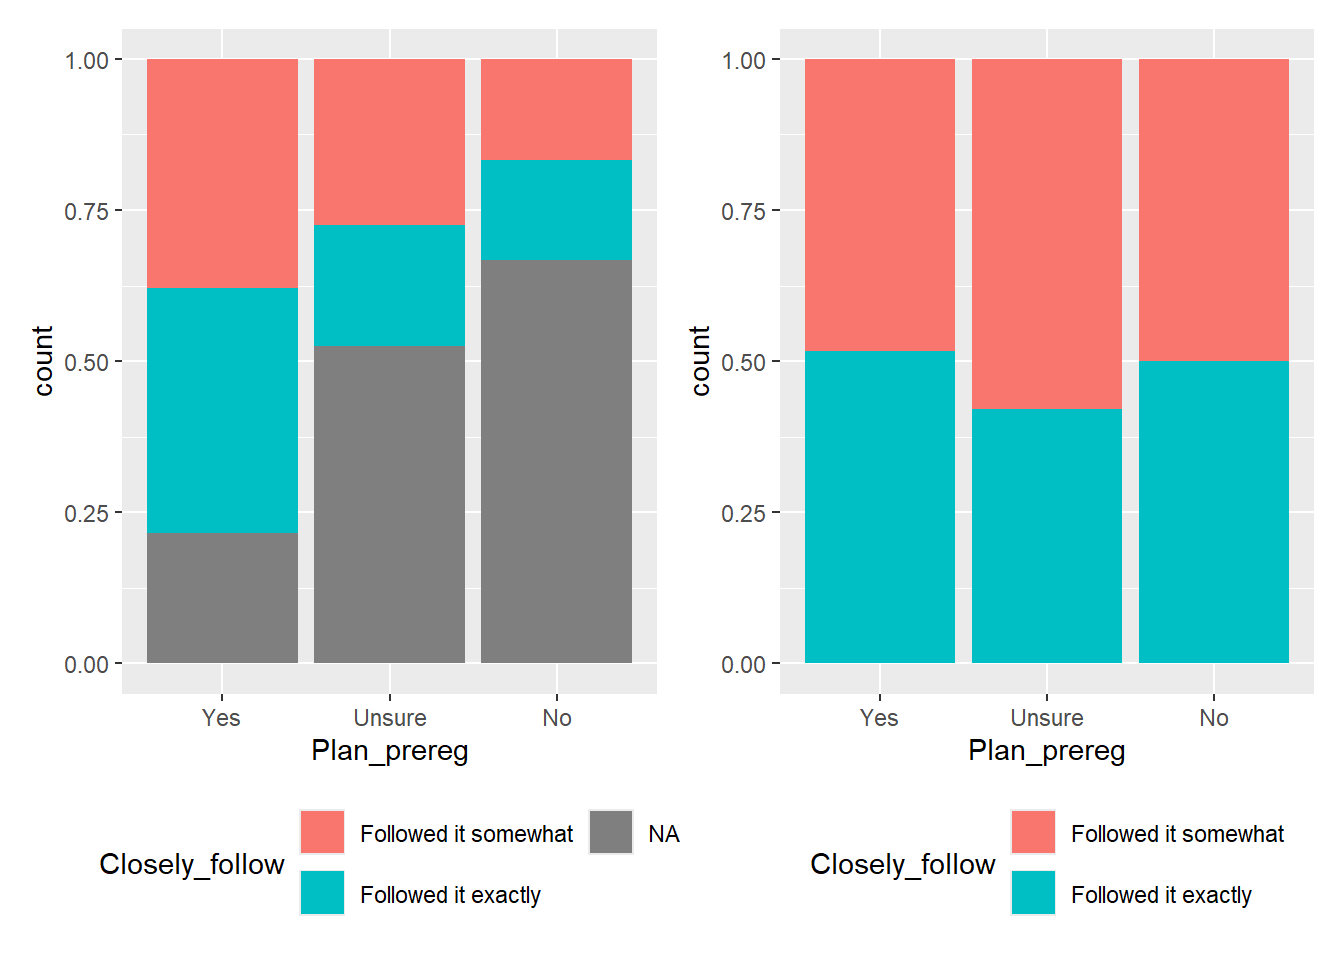 1.00
0.75
0.50
0.25
0.00
count
Yes Unsure No
Plan_prereg
Closely_follow
Followed it somewhat
NA
Followed it exactly
1.00
0.75
0.50
0.25
0.00
count
Yes Unsure No
Plan_prereg
Closely_follow
Followed it somewhat
Followed it exactly